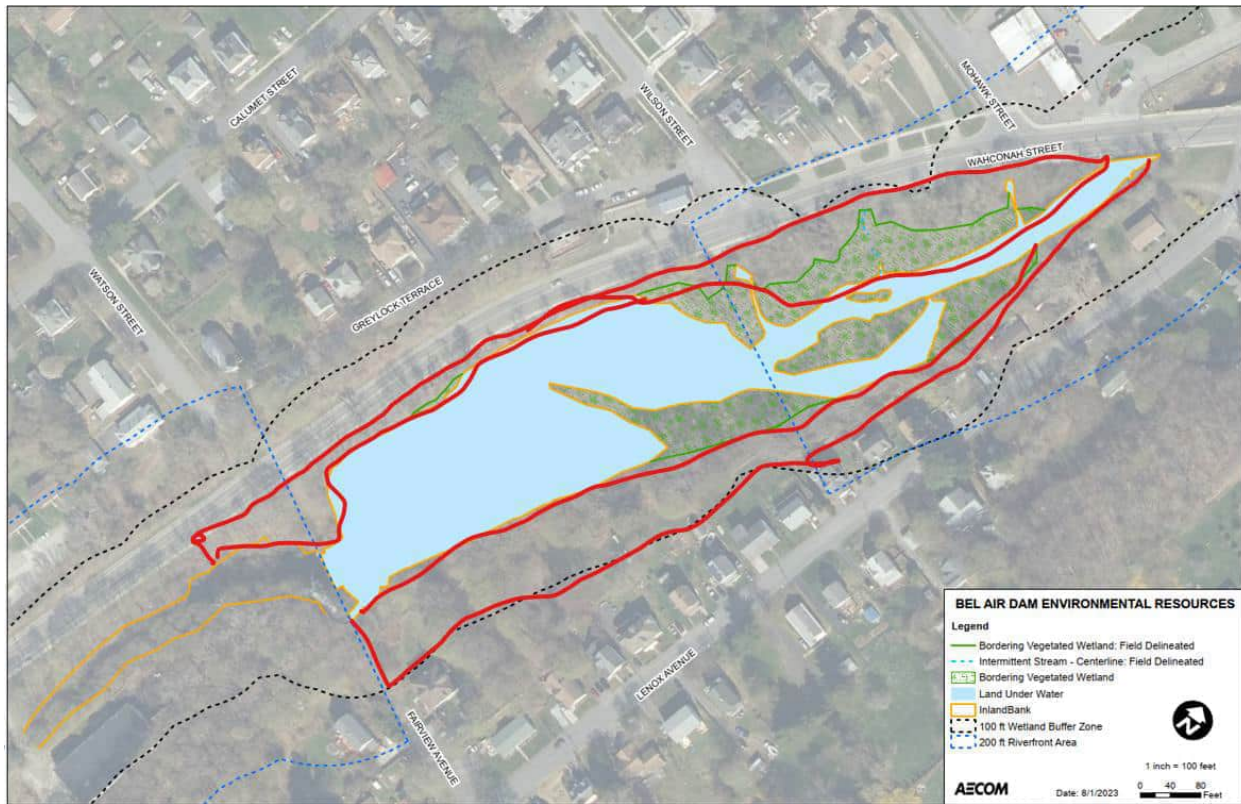 CALUMET STREET
WILSON STREET
MOHAWK STREET
WAHCONAH STREET
WATSON STREET
GREYLOCK TERRACE
LENOX AVENUE
FAIRVIEW AVENUE
BEL AIR DAM ENVIRONMENTAL RESOURCES
Legend
Bordering Vegetated Wetland: Field Delineated
Intermittent Stream - Centerline: Field Delineated
Bordering Vegetated Wetland
Land Under Water
InlandBank
100 ft Wetland Buffer Zone
200 ft Riverfront Area
1 inch = 100 feet
AECOM
Date: 8/1/2023
0 40 80
Feet